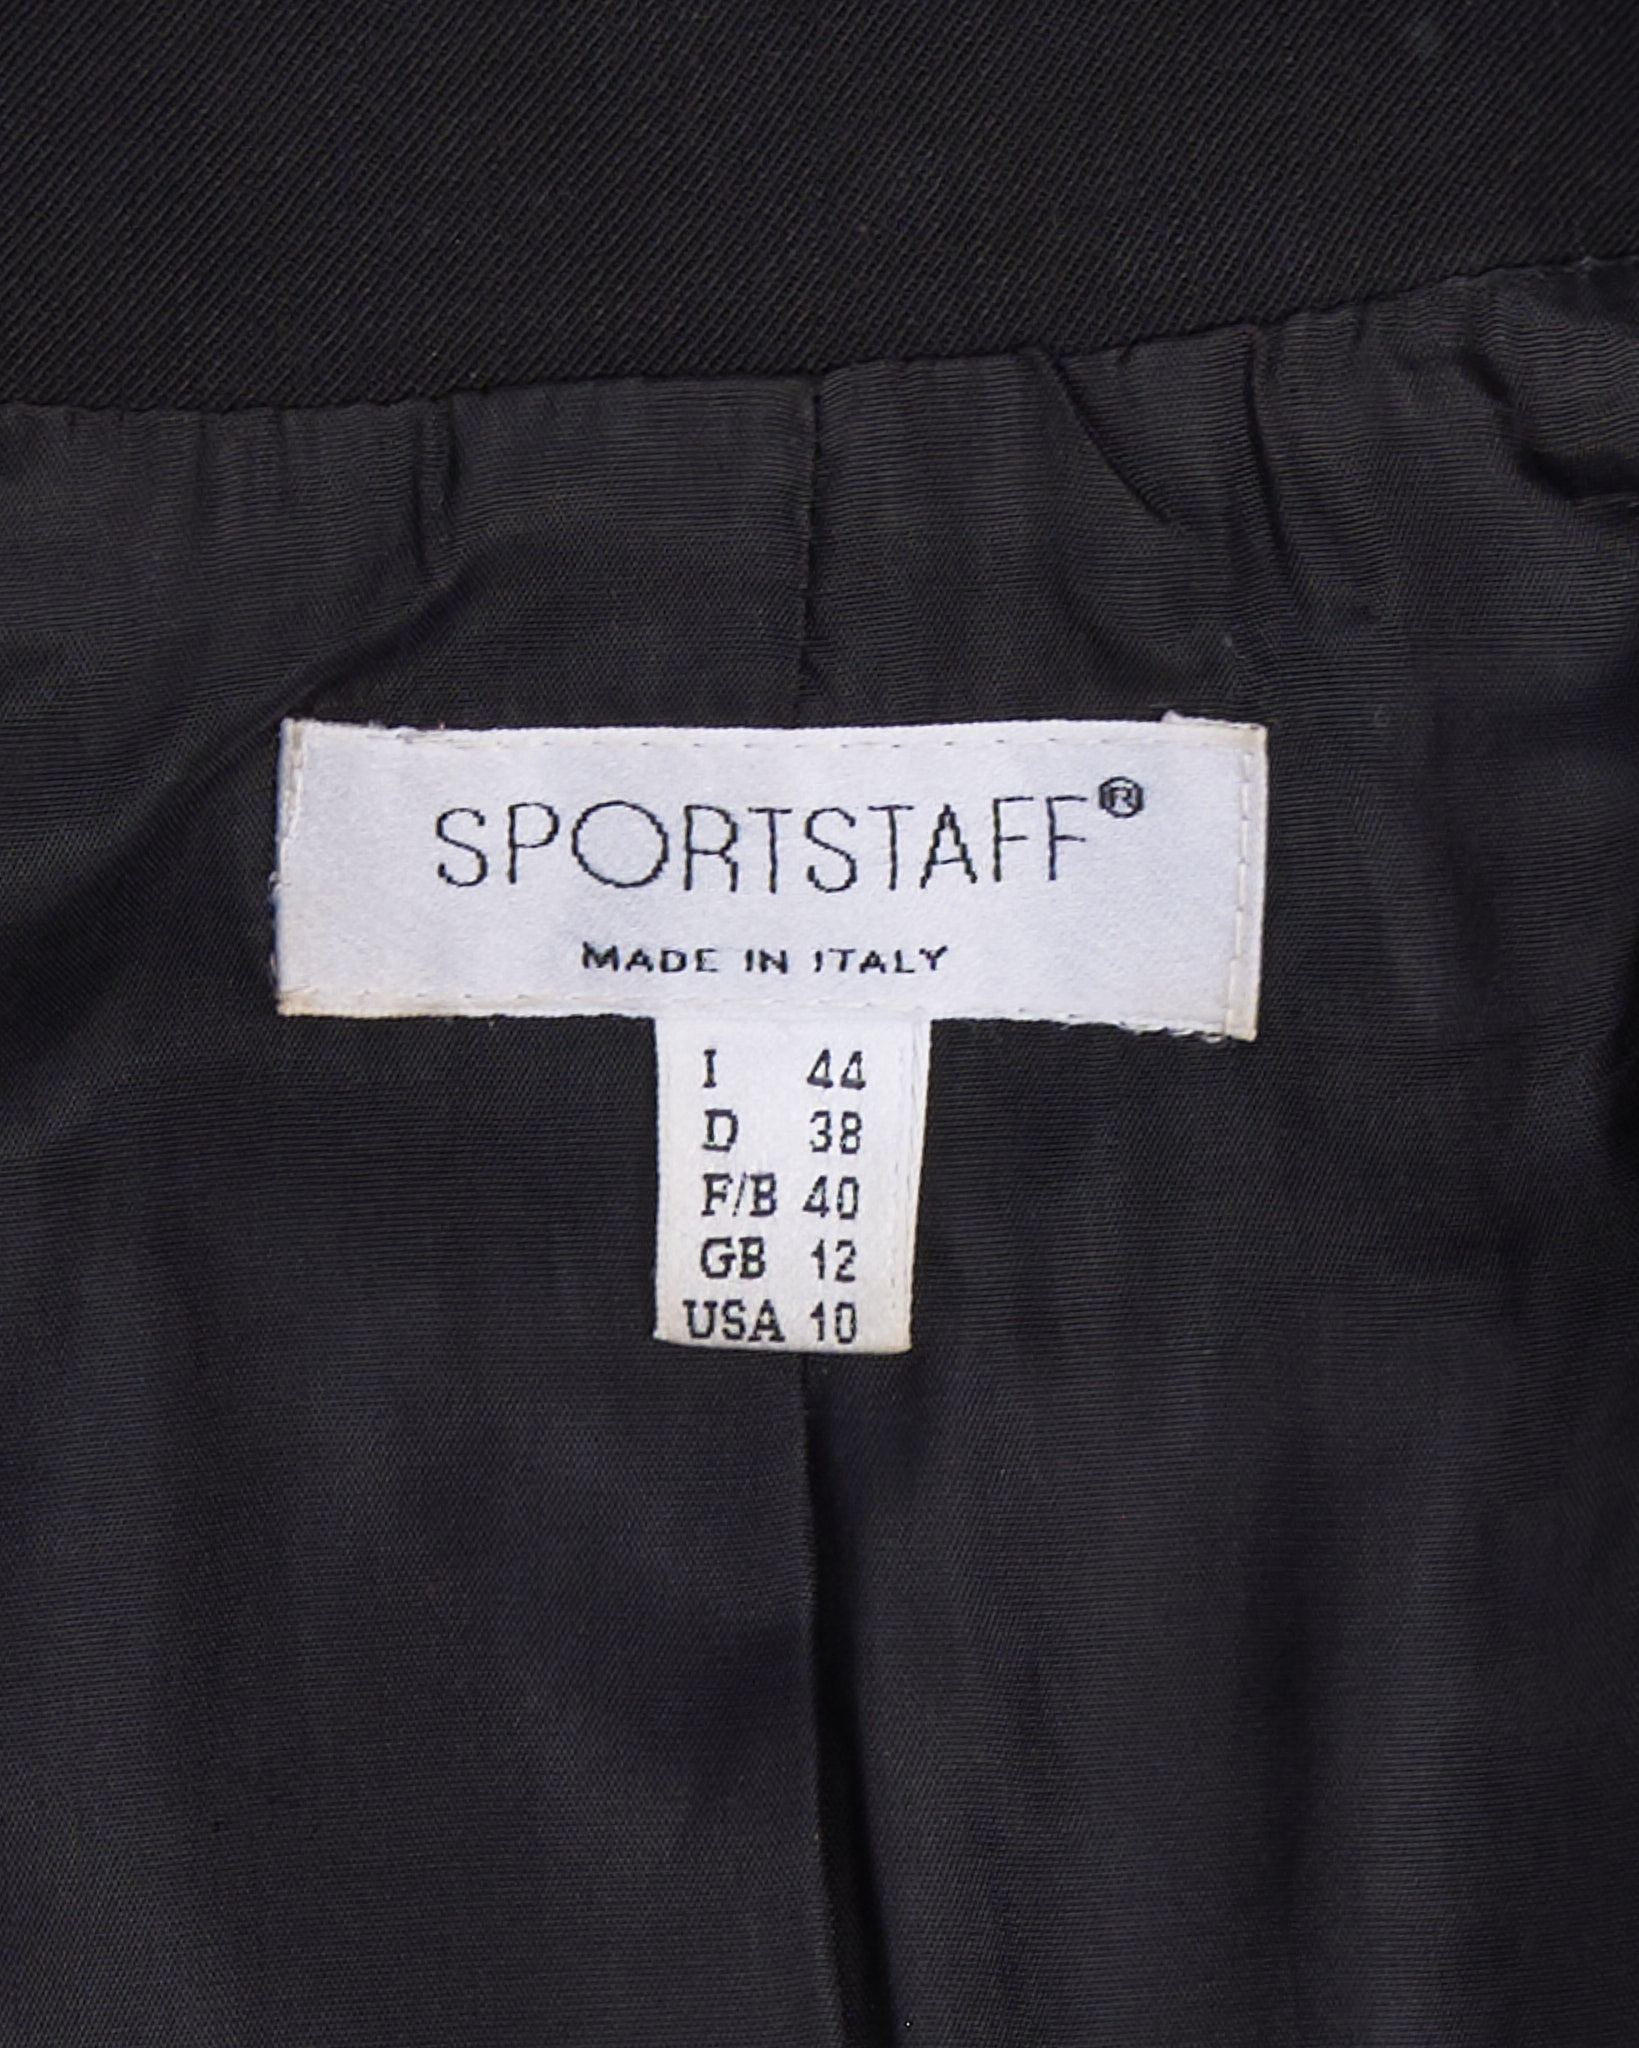 SPORTSTAFF®
MADE IN ITALY
I 44
D 38
F/B 40
GB 12
USA 10